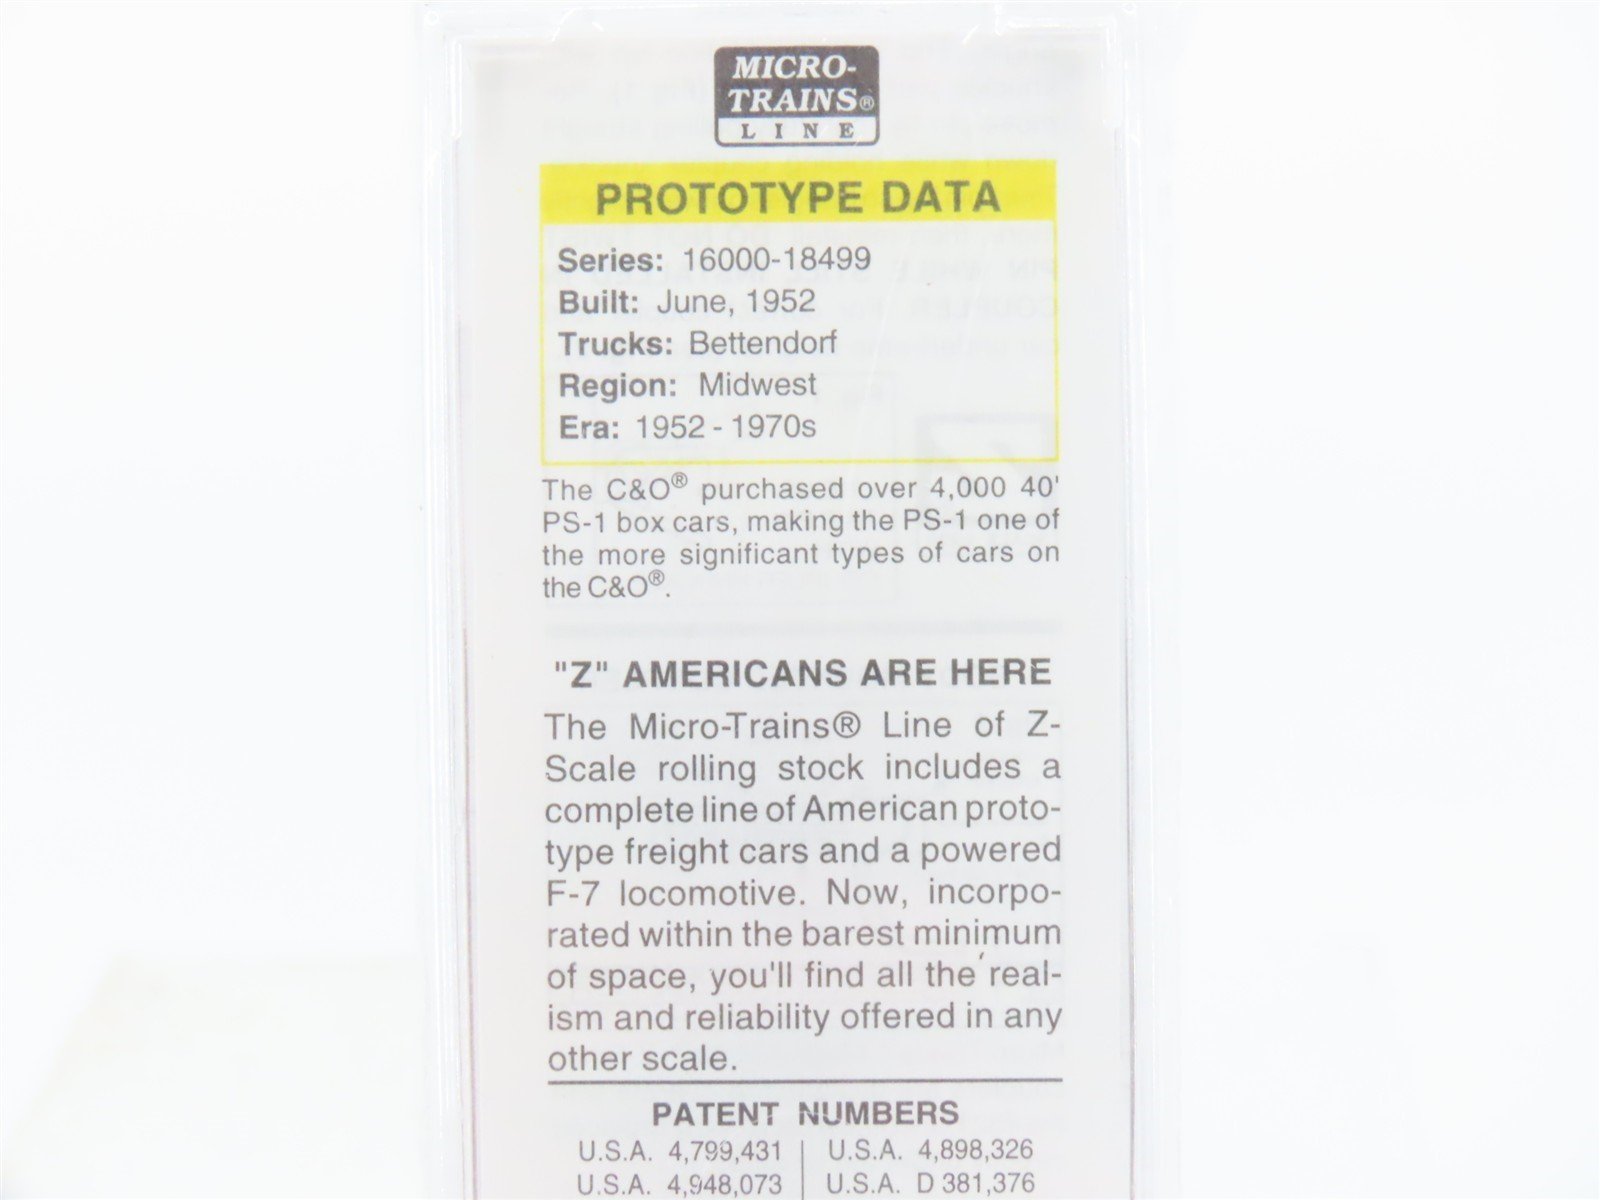 MICRO-
TRAINS®
LINE
PROTOTYPE DATA
Series: 16000-18499
Built: June, 1952
Trucks: Bettendorf
Region: Midwest
Era: 1952 - 1970s
The C&O® purchased over 4,000 40'
PS-1 box cars, making the PS-1 one of
the more significant types of cars on
the C&O®.
"Z" AMERICANS ARE HERE
The Micro-Trains® Line of Z-
Scale rolling stock includes a
complete line of American proto-
type freight cars and a powered
F-7 locomotive. Now, incorpo-
rated within the barest minimum
of space, you'll find all the real-
ism and reliability offered in any
other scale.
PATENT NUMBERS
U.S.A. 4,799,431 | U.S.A. 4,898,326
U.S.A. 4,948,073 | U.S.A. D 381,376